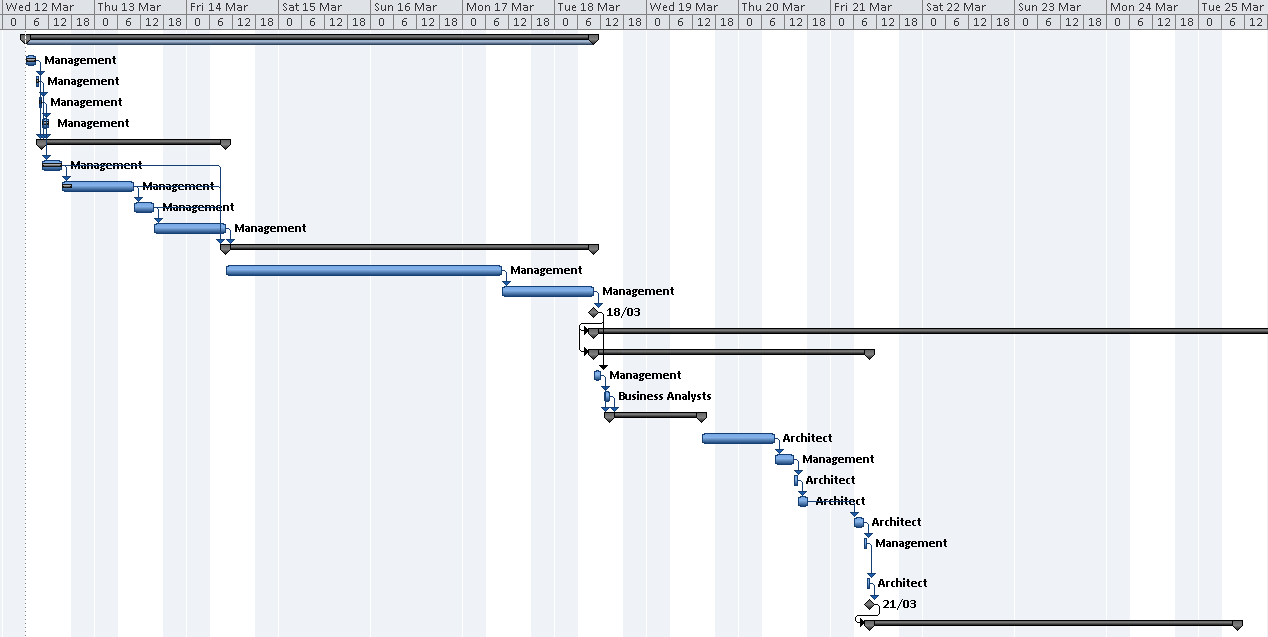 Wed 12 Mar Thu 13 Mar Fri 14 Mar Sat 15 Mar Sun 16 Mar Mon 17 Mar Tue 18 Mar Wed 19 Mar Thu 20 Mar Fri 21 Mar Sat 22 Mar Sun 23 Mar Mon 24 Mar Tue 25 Mar
0 6 12 18 0 6 12 18 0 6 12 18 0 6 12 18 0 6 12 18 0 6 12 18 0 6 12 18 0 6 12 18 0 6 12 18 0 6 12 18 0 6 12 18 0 6 12 18 0 6 12 18 0 6 12
Management
Management
Management
Management
Management
Management
Management
Management
Management
Management
18/03
Management
Business Analysts
Architect
Management
Architect
Architect
Architect
Management
Architect
21/03